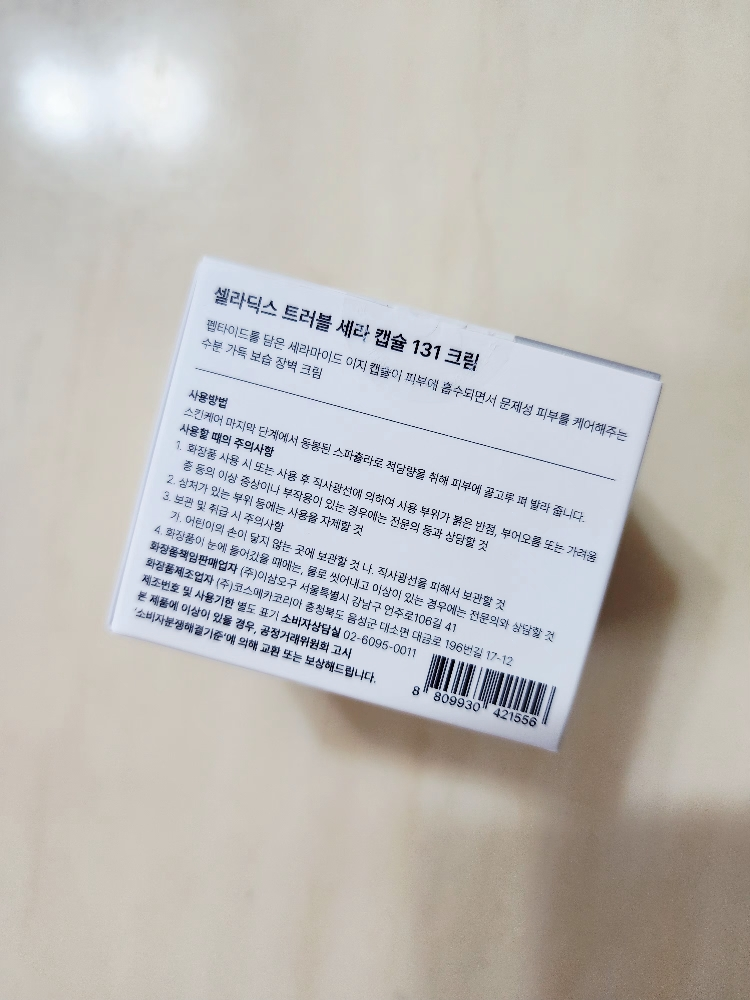 셀라딕스 트러블 세라 캡슐 131 크림
펩타이드를 담은 세라마이드 이지 캡슐이 피부에 흡수되면서 문제성 피부를 케어해주는
수분 가득 보습 장벽 크림
사용방법
스킨케어 마지막 단계에서 동봉된 스파츌라로 적당량을 취해 피부에 골고루 펴 발라 줍니다.
사용할 때의 주의사항
1. 화장품 사용 시 또는 사용 후 직사광선에 의하여 사용 부위가 붉은 반점, 부어오름 또는 가려움
증 등의 이상 증상이나 부작용이 있는 경우에는 전문의 등과 상담할 것
2. 상처가 있는 부위 등에는 사용을 자제할 것
3. 보관 및 취급 시 주의사항
가. 어린이의 손이 닿지 않는 곳에 보관할 것 나. 직사광선을 피해서 보관할 것
4. 화장품이 눈에 들어갔을 때에는, 물로 씻어내고 이상이 있는 경우에는 전문의와 상담할 것
화장품책임판매업자 (주)이상오구 서울특별시 강남구 언주로106길 41
화장품제조업자 (주)코스메카코리아 충청북도 음성군 대소면 대금로 196번길 17-12
제조번호 및 사용기한 별도 표기 소비자상담실 02-6095-0011
본 제품에 이상이 있을 경우, 공정거래위원회 고시
'소비자분쟁해결기준'에 의해 교환 또는 보상해드립니다.
8 809930 421556